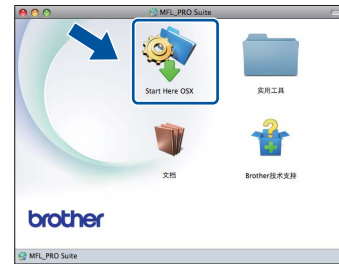 MFL_PRO Suite
Start Here OSX
实用工具
文档
Brother技术支持
brother
MFL_PRO Suite